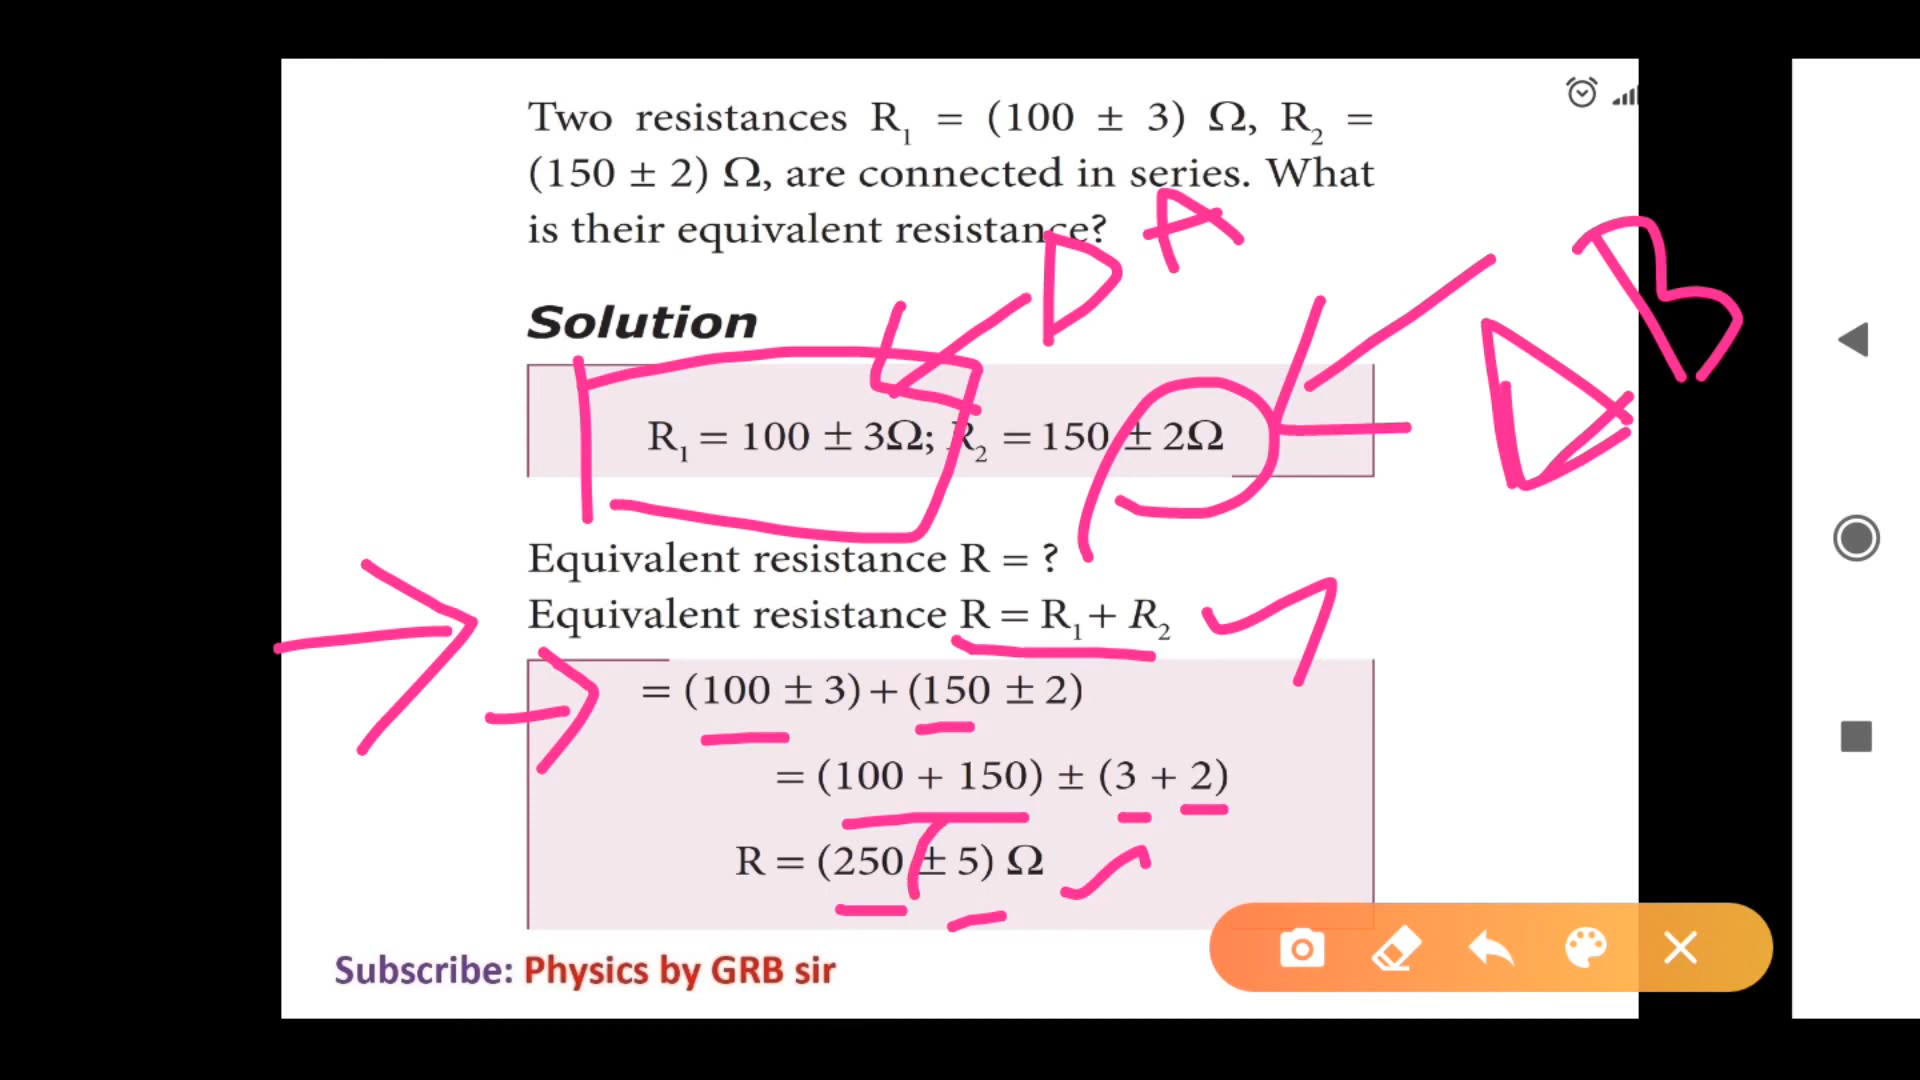 Two resistances R₁ = (100 ± 3) Ω, R₂ =
(150 ± 2) Ω, are connected in series. What
is their equivalent resistance?
A
B
D
Solution
R₁ = 100 ± 3Ω; R₂ = 150 ± 2Ω
Equivalent resistance R = ?
Equivalent resistance R = R₁ + R₂
= (100 ± 3) + (150 ± 2)
= (100 + 150) ± (3 + 2)
R = (250 ± 5) Ω
Subscribe: Physics by GRB sir